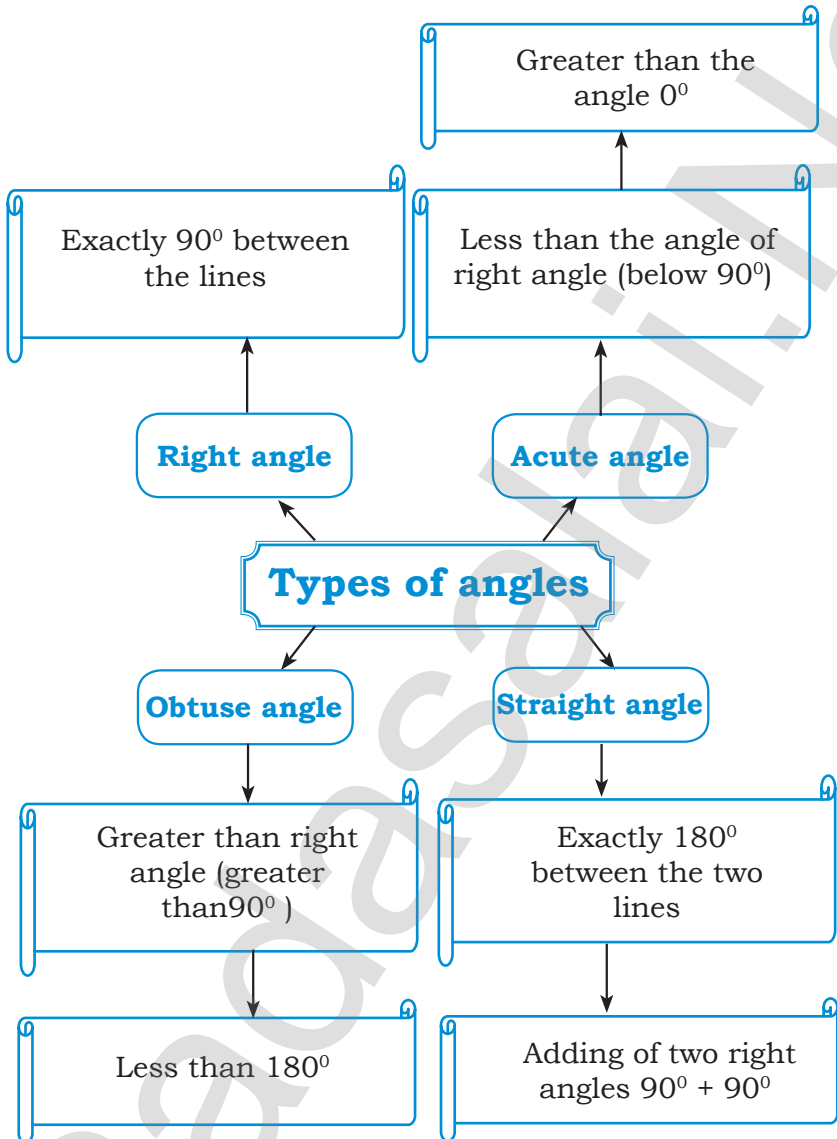 Greater than the
angle 0⁰
Exactly 90⁰ between
the lines
Less than the angle of
right angle (below 90⁰)
Right angle
Acute angle
Types of angles
Obtuse angle
Straight angle
Greater than right
angle (greater
than90⁰ )
Exactly 180⁰
between the two
lines
Less than 180⁰
Adding of two right
angles 90⁰ + 90⁰
adasalai.N